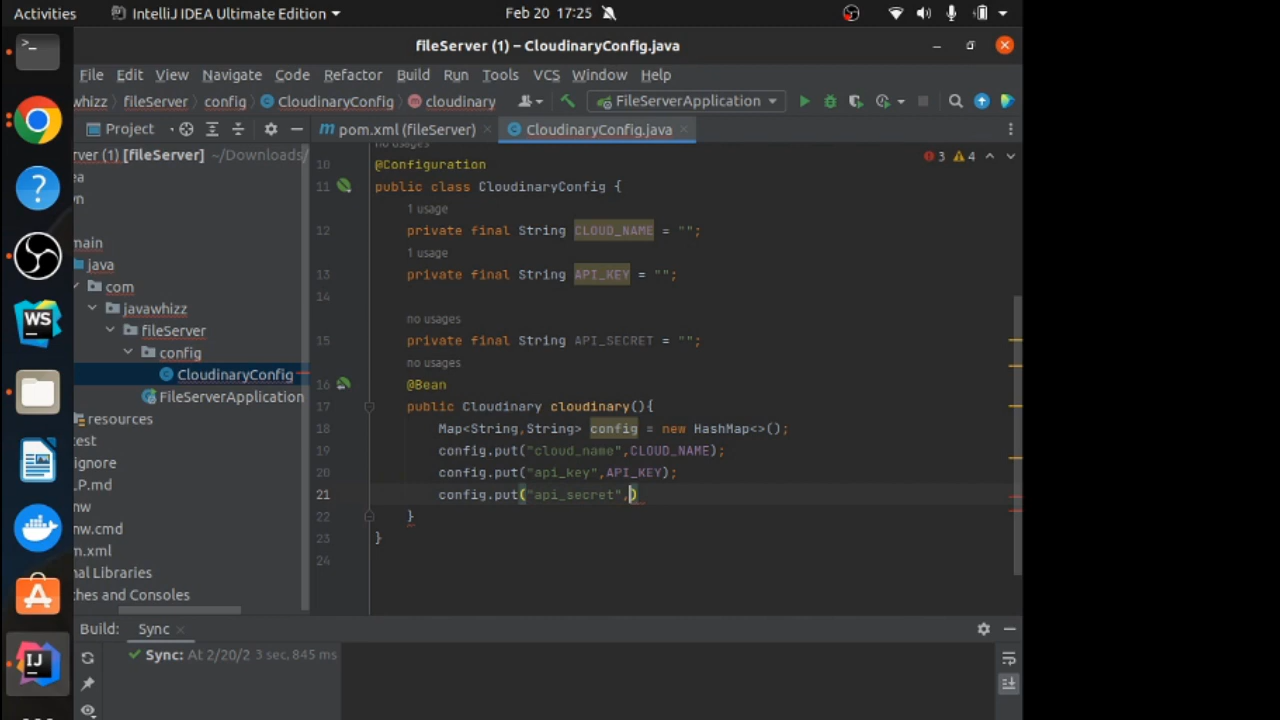 Activities IntelliJ IDEA Ultimate Edition Feb 20 17:25
fileServer (1) – CloudinaryConfig.java
File Edit View Navigate Code Refactor Build Run Tools VCS Window Help
whizz fileServer config CloudinaryConfig cloudinary FileServerApplication
Project pom.xml (fileServer) CloudinaryConfig.java
rver (1) [fileServer] ~/Downloads/
ea
n
main
java
com
javawhizz
fileServer
config
CloudinaryConfig
FileServerApplication
resources
test
ignore
LP.md
nw
nw.cmd
m.xml
nal Libraries
ches and Consoles
no usages
3 4
10 @Configuration
11 public class CloudinaryConfig {
1 usage
12 private final String CLOUD_NAME = "";
1 usage
13 private final String API_KEY = "";
14
no usages
15 private final String API_SECRET = "";
no usages
16 @Bean
17 public Cloudinary cloudinary(){
18 Map<String,String> config = new HashMap<>();
19 config.put("cloud_name",CLOUD_NAME);
20 config.put("api_key",API_KEY);
21 config.put("api_secret",)
22 }
23 }
24
Build: Sync
Sync: At 2/20/2 3 sec, 845 ms
WS
IJ